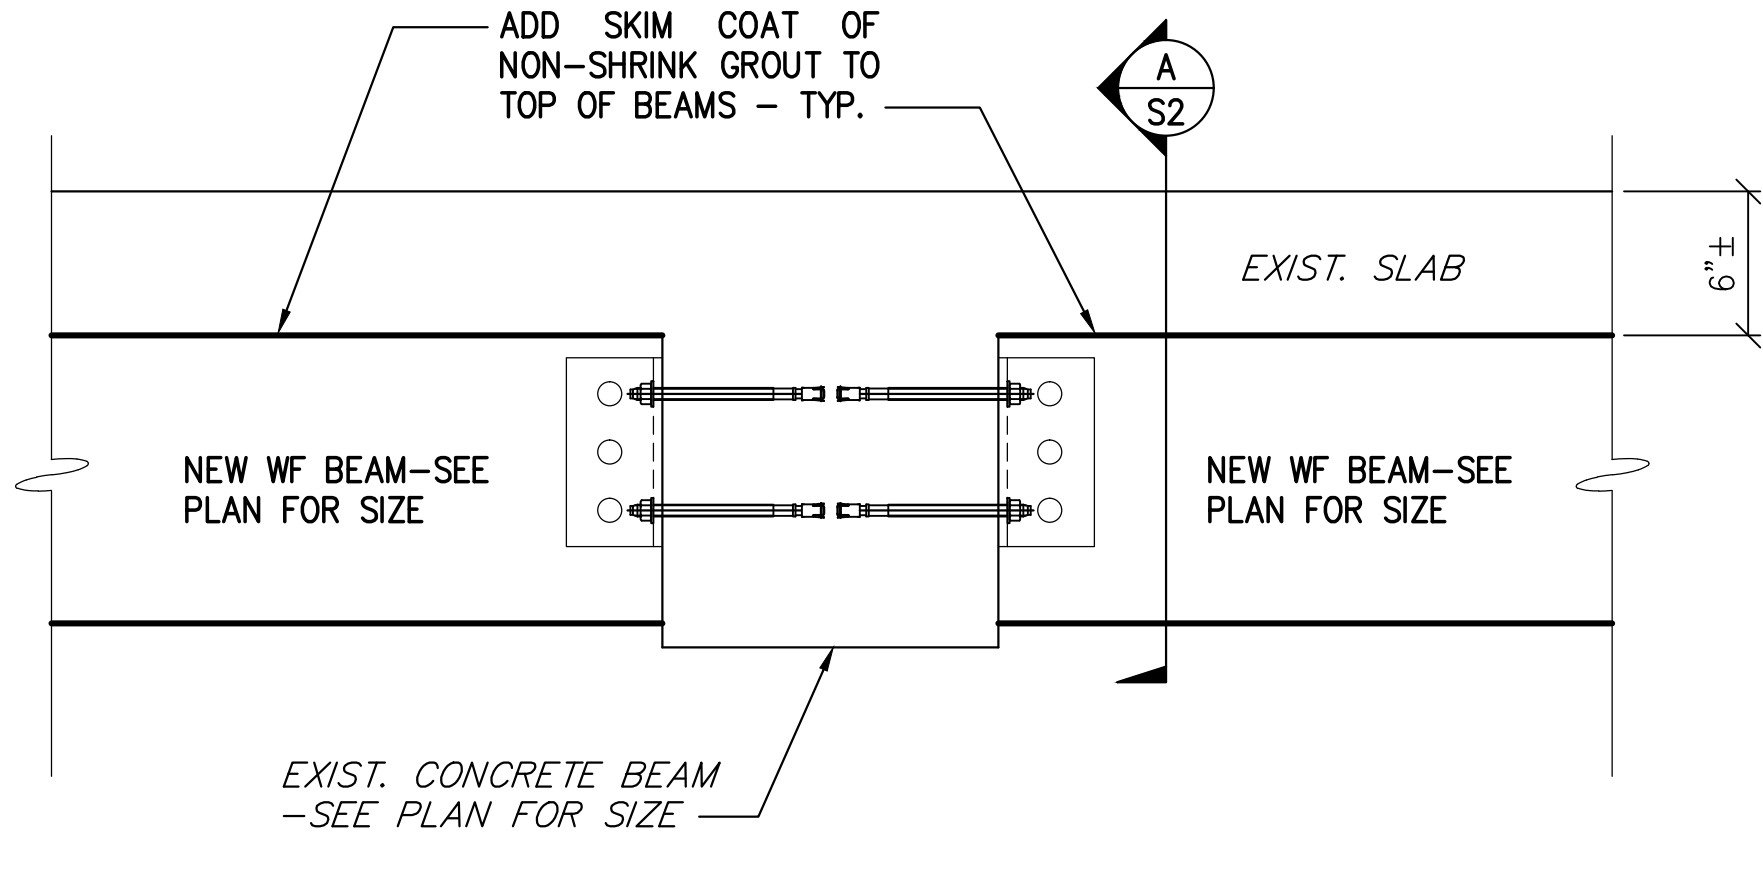 ADD SKIM COAT OF
NON-SHRINK GROUT TO
TOP OF BEAMS - TYP.
A
S2
EXIST. SLAB
6"±
NEW WF BEAM-SEE
PLAN FOR SIZE
NEW WF BEAM-SEE
PLAN FOR SIZE
EXIST. CONCRETE BEAM
-SEE PLAN FOR SIZE